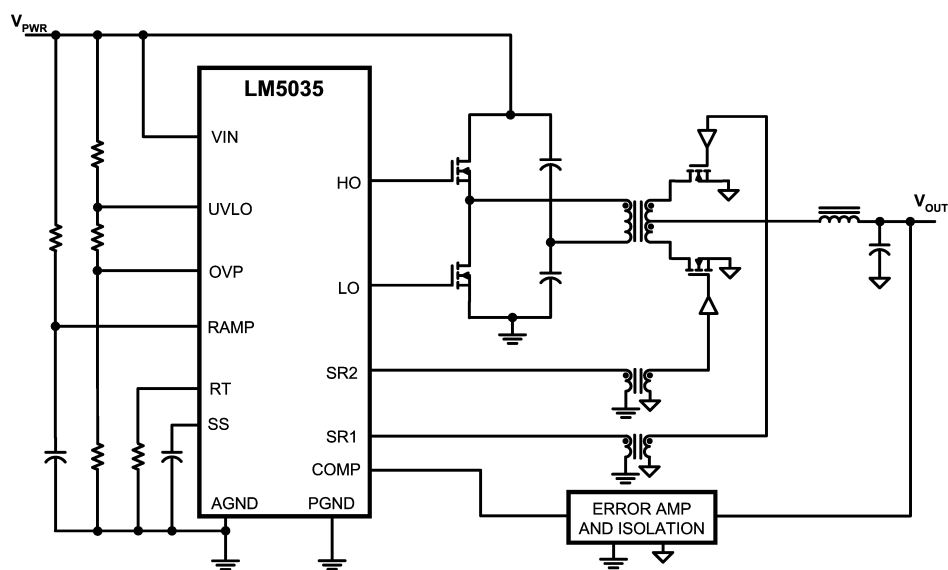 VPWR
LM5035
VIN
HO
UVLO
VOUT
OVP
LO
RAMP
SR2
RT
SS
SR1
COMP
AGND
PGND
ERROR AMP
AND ISOLATION